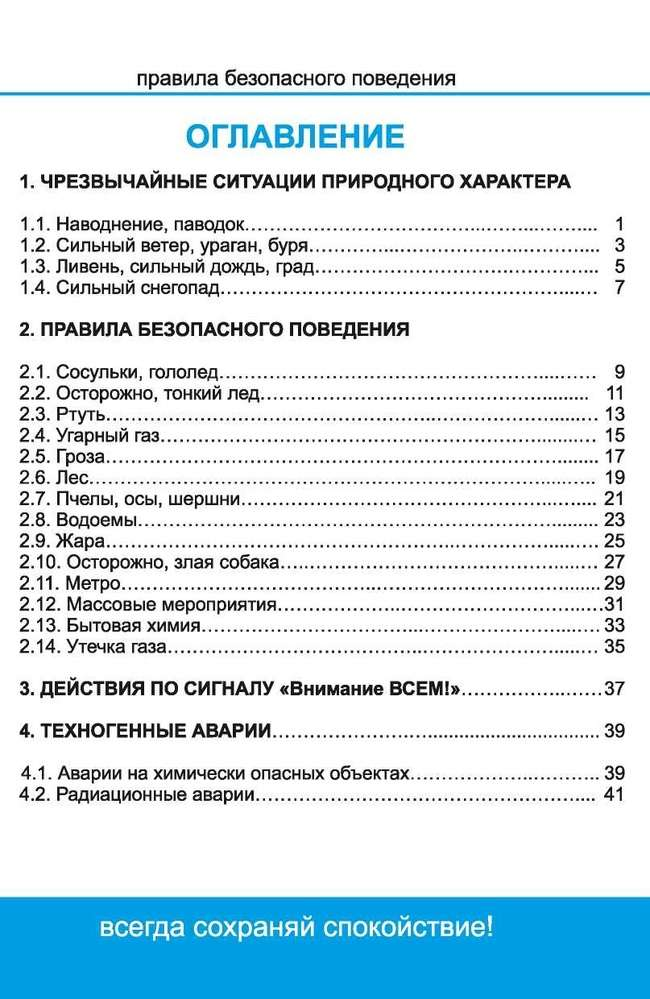 правила безопасного поведения
ОГЛАВЛЕНИЕ
1. ЧРЕЗВЫЧАЙНЫЕ СИТУАЦИИ ПРИРОДНОГО ХАРАКТЕРА
1.1. Наводнение, паводок………………………………………... 1
1.2. Сильный ветер, ураган, буря……………………………… 3
1.3. Ливень, сильный дождь, град……………………………... 5
1.4. Сильный снегопад…………………………………………… 7
2. ПРАВИЛА БЕЗОПАСНОГО ПОВЕДЕНИЯ
2.1. Сосульки, гололед…………………………………………… 9
2.2. Осторожно, тонкий лед……………………………………... 11
2.3. Ртуть…………………………………………………………… 13
2.4. Угарный газ…………………………………………………… 15
2.5. Гроза…………………………………………………………... 17
2.6. Лес……………………………………………………………… 19
2.7. Пчелы, осы, шершни………………………………………... 21
2.8. Водоемы………………………………………………………... 23
2.9. Жара…………………………………………………………… 25
2.10. Осторожно, злая собака…………………………………… 27
2.11. Метро………………………………………………………... 29
2.12. Массовые мероприятия……………………………………31
2.13. Бытовая химия……………………………………………... 33
2.14. Утечка газа…………………………………………………... 35
3. ДЕЙСТВИЯ ПО СИГНАЛУ «Внимание ВСЕМ!»………………37
4. ТЕХНОГЕННЫЕ АВАРИИ……………………………………... 39
4.1. Аварии на химически опасных объектах………………... 39
4.2. Радиационные аварии……………………………………... 41
всегда сохраняй спокойствие!